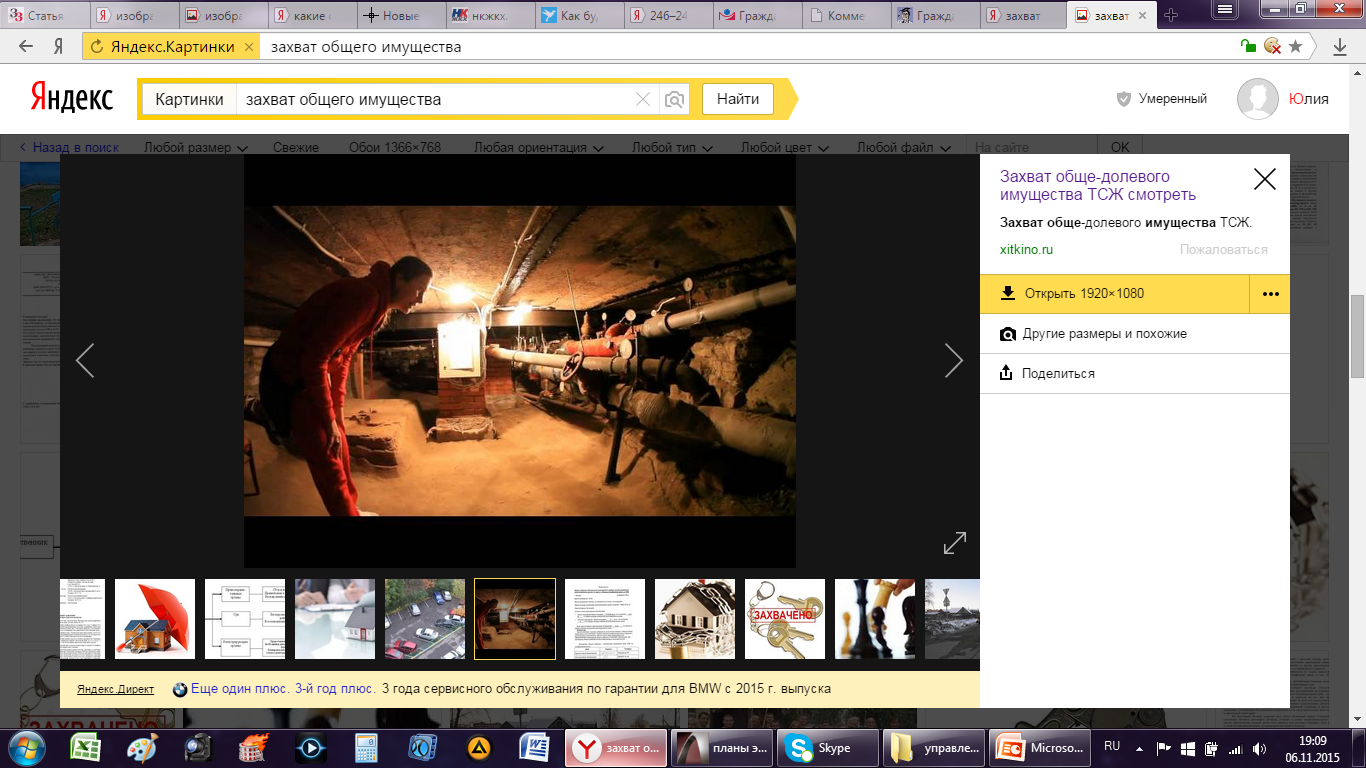 Статья
изобра
изобра
какие
Новые
нкжкх.
Как бу
246–24
Гражда
Комме
Гражда
захват
захват
Яндекс.Картинки
захват общего имущества
Яндекс
Картинки
захват общего имущества
Найти
Умеренный
Юлия
Назад в поиск
Любой размер
Свежие
Обои 1366×768
Любая ориентация
Любой тип
Любой цвет
Любой файл
На сайте
OK
Захват обще-долевого
имущества ТСЖ смотреть
Захват обще-долевого имущества ТСЖ.
xitkino.ru
Пожаловаться
Открыть 1920×1080
Другие размеры и похожие
Поделиться
ЗАХВАЧЕНО!
Яндекс.Директ
Еще один плюс. 3-й год плюс. 3 года сервисного обслуживания по гарантии для BMW с 2015 г. выпуска
ЗАХВАЧЕНО
захват о...
планы э...
Skype
управле...
Microso...
RU
19:09
06.11.2015